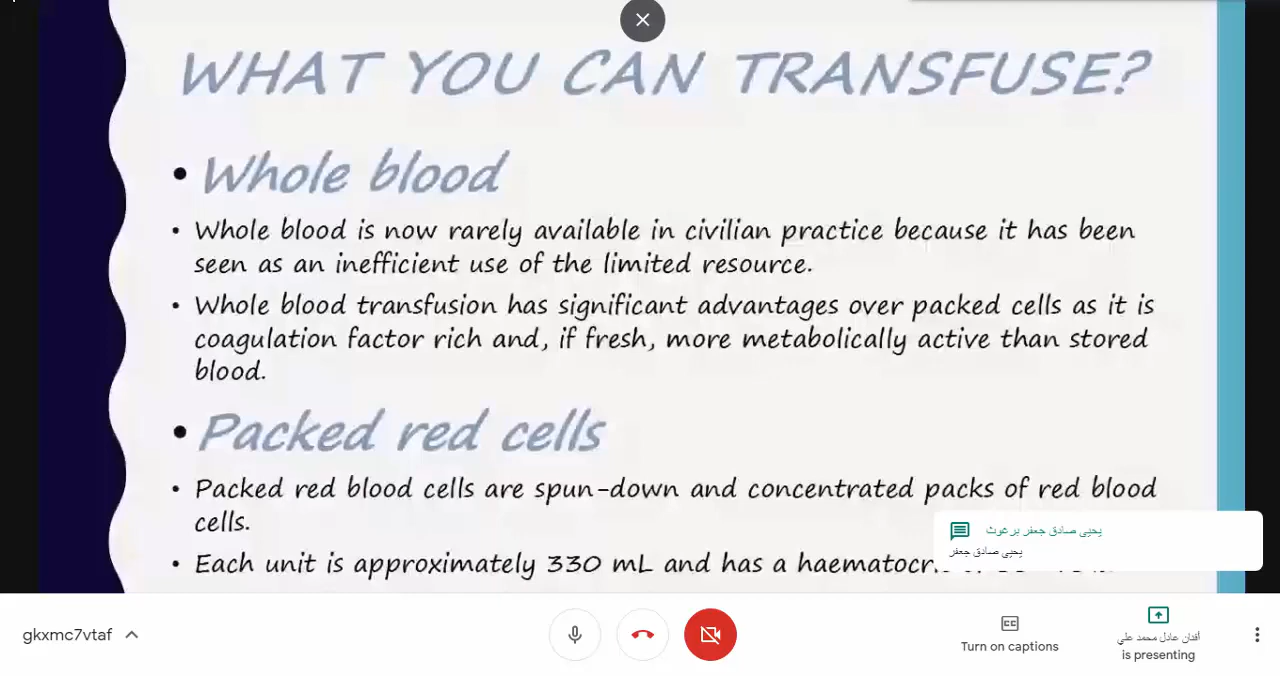 WHAT YOU CAN TRANSFUSE?
• Whole blood
• Whole blood is now rarely available in civilian practice because it has been
seen as an inefficient use of the limited resource.
• Whole blood transfusion has significant advantages over packed cells as it is
coagulation factor rich and, if fresh, more metabolically active than stored
blood.
• Packed red cells
• Packed red blood cells are spun-down and concentrated packs of red blood
cells.
• Each unit is approximately 330 mL and has a
يحيى صادق جعفر برغوث
يحيى صادق جعفر
gkxmc7vtaf
Turn on captions
أفنان عادل محمد علي
is presenting